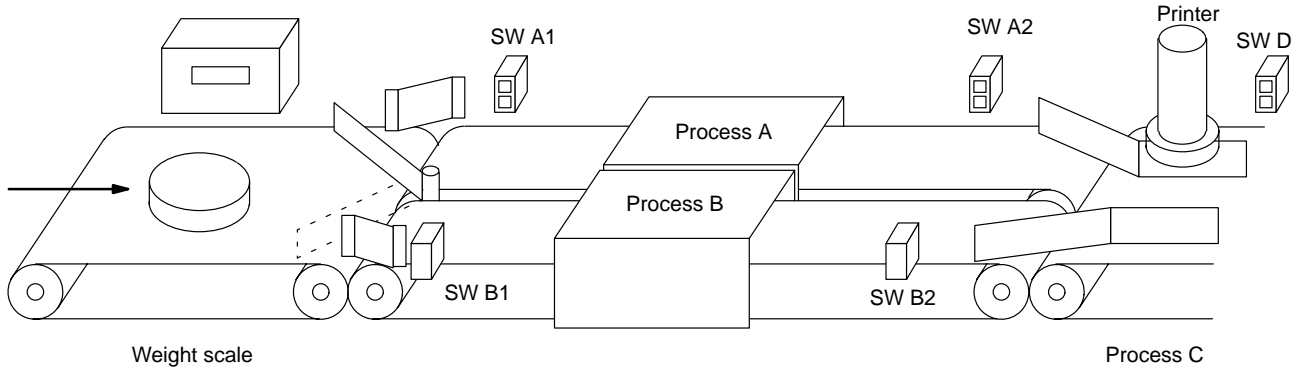 Printer
SW A1
SW A2
SW D
Process A
Process B
SW B1
SW B2
Weight scale
Process C